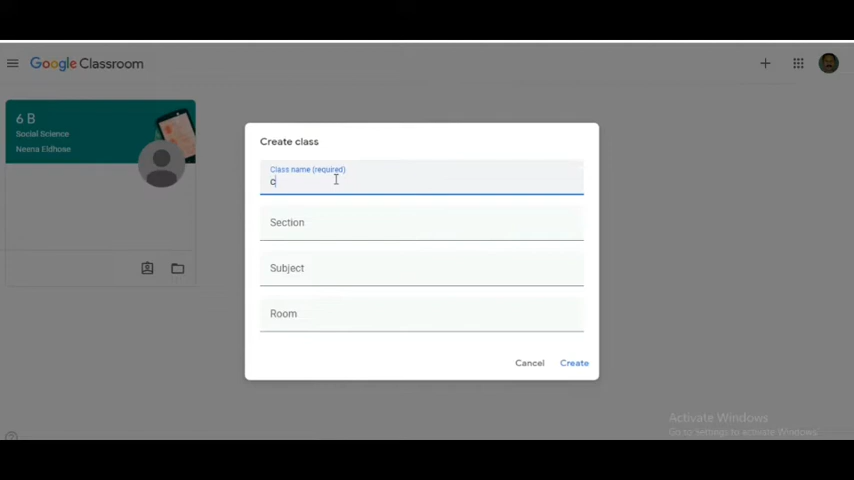 Google Classroom
6 B
Social Science
Neena Eldhose
Create class
Class name (required)
c
Section
Subject
Room
Cancel
Create
Activate Windows
Go to Settings to activate Windows.